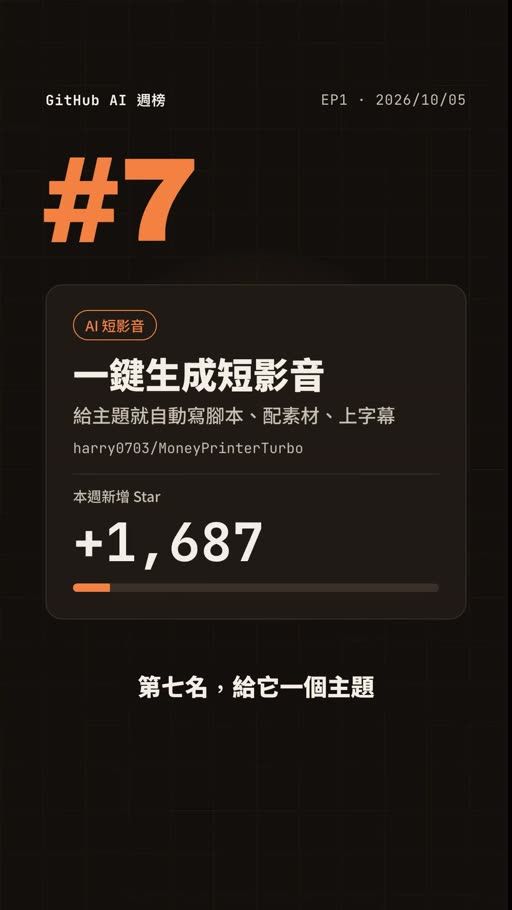 GitHub AI 週榜
EP1 · 2026/10/05
#7
AI 短影音
一鍵生成短影音
給主題就自動寫腳本、配素材、上字幕
harry0703/MoneyPrinterTurbo
本週新增 Star
+1,687
第七名，給它一個主題